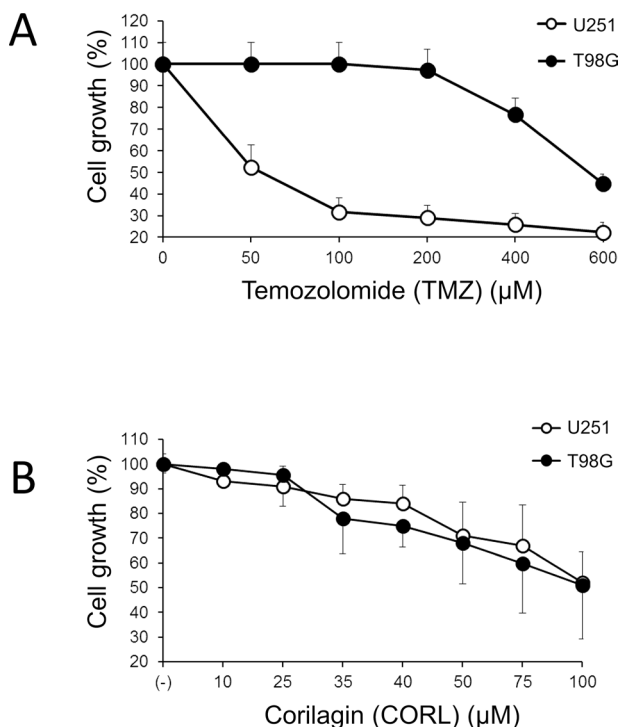 A
Cell growth (%)
120
110
100
90
80
70
60
50
40
30
20
0 50 100 200 400 600
Temozolomide (TMZ) (μM)
U251
T98G
B
Cell growth (%)
110
100
90
80
70
60
50
40
30
20
(-) 10 25 35 40 50 75 100
Corilagin (CORL) (μM)
U251
T98G